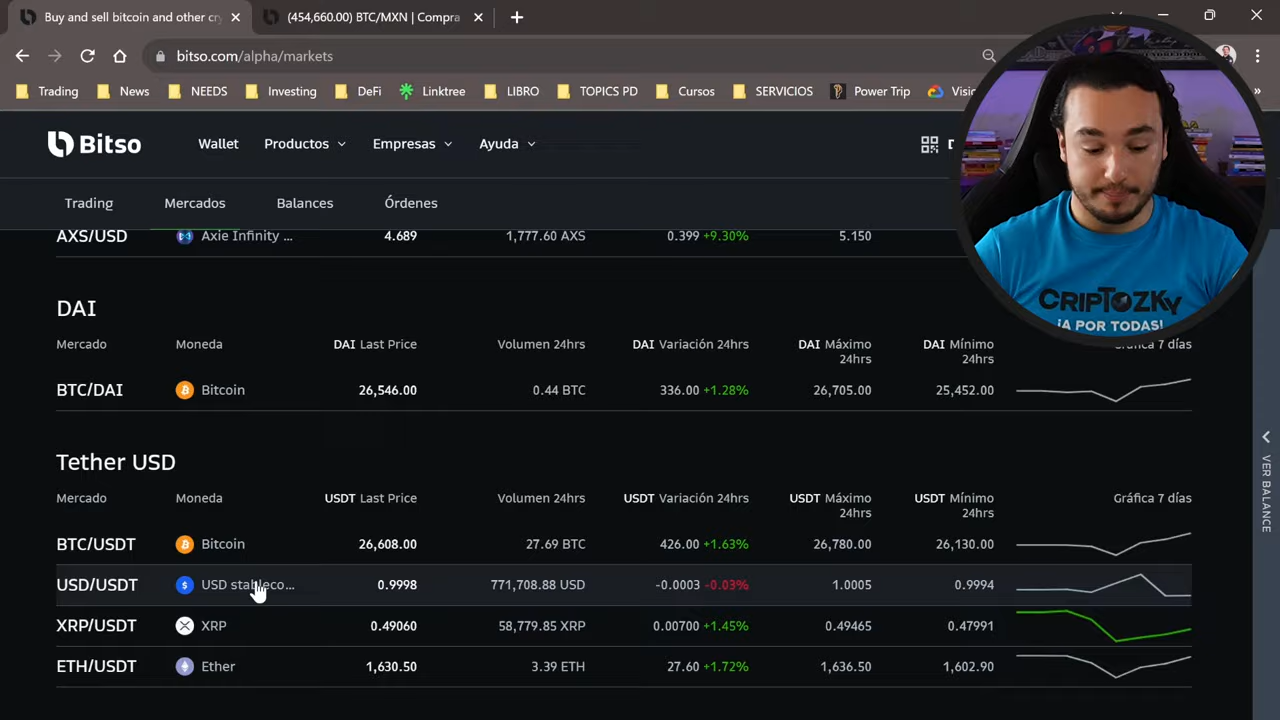 Buy and sell bitcoin and other cry
(454,660.00) BTC/MXN | Compra
bitso.com/alpha/markets
Trading
News
NEEDS
Investing
DeFi
Linktree
LIBRO
TOPICS PD
Cursos
SERVICIOS
Power Trip
Bitso
Wallet
Productos
Empresas
Ayuda
Trading
Mercados
Balances
Órdenes
AXS/USD Axie Infinity ... 4.689 1,777.60 AXS 0.399 +9.30% 5.150
DAI
Mercado Moneda DAI Last Price Volumen 24hrs DAI Variación 24hrs DAI Máximo 24hrs DAI Mínimo 24hrs Gráfica 7 días
BTC/DAI Bitcoin 26,546.00 0.44 BTC 336.00 +1.28% 26,705.00 25,452.00
Tether USD
Mercado Moneda USDT Last Price Volumen 24hrs USDT Variación 24hrs USDT Máximo 24hrs USDT Mínimo 24hrs Gráfica 7 días
BTC/USDT Bitcoin 26,608.00 27.69 BTC 426.00 +1.63% 26,780.00 26,130.00
USD/USDT USD stableco... 0.9998 771,708.88 USD -0.0003 -0.03% 1.0005 0.9994
XRP/USDT XRP 0.49060 58,779.85 XRP 0.00700 +1.45% 0.49465 0.47991
ETH/USDT Ether 1,630.50 3.39 ETH 27.60 +1.72% 1,636.50 1,602.90
VER BALANCE
CRIPTOZKY
¡A POR TODAS!